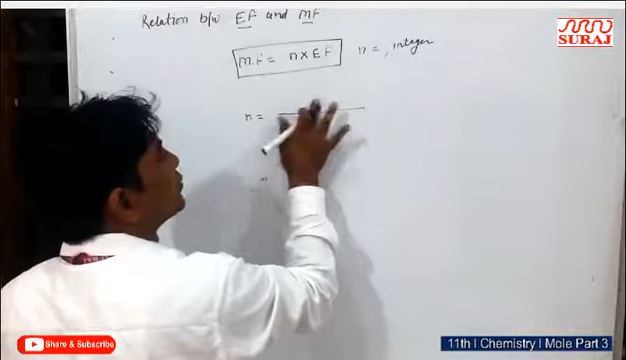 Relation b/w EF and MF
M.F = n × EF n = , integer
n =
SURAJ
Share & Subscribe
11th | Chemistry | Mole Part 3